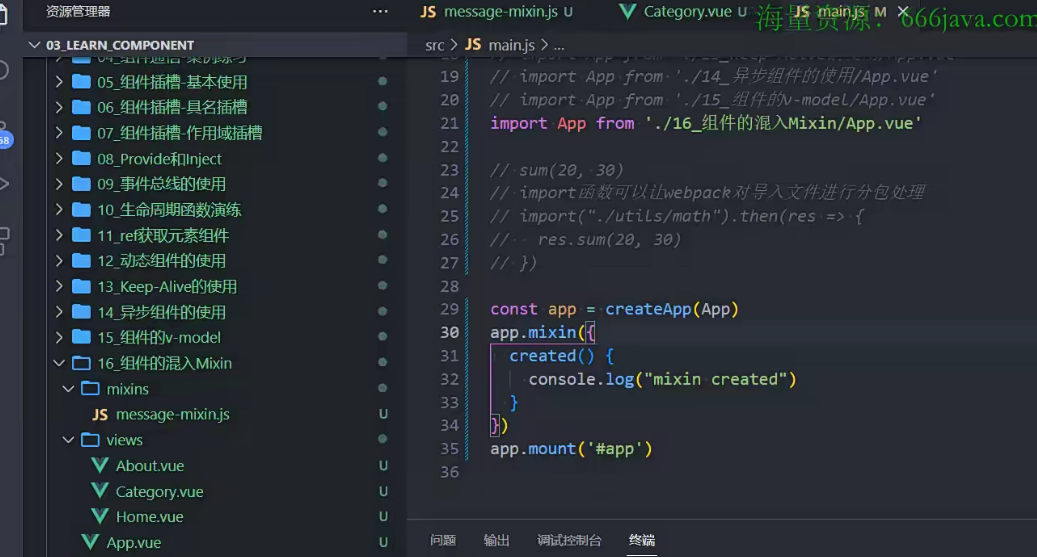 资源管理器 ···
JS message-mixin.js U Category.vue U JS main.js M ×
海量资源：666java.com
03_LEARN_COMPONENT
src > JS main.js > ...
05_组件插槽-基本使用
06_组件插槽-具名插槽
07_组件插槽-作用域插槽
08_Provide和Inject
09_事件总线的使用
10_生命周期函数演练
11_ref获取元素组件
12_动态组件的使用
13_Keep-Alive的使用
14_异步组件的使用
15_组件的v-model
16_组件的混入Mixin
mixins
JS message-mixin.js U
views
About.vue U
Category.vue U
Home.vue U
App.vue U
19 // import App from './14_异步组件的使用/App.vue'
20 // import App from './15_组件的v-model/App.vue'
21 import App from './16_组件的混入Mixin/App.vue'
22
23 // sum(20, 30)
24 // import函数可以让webpack对导入文件进行分包处理
25 // import("./utils/math").then(res => {
26 //   res.sum(20, 30)
27 // })
28
29 const app = createApp(App)
30 app.mixin({
31   created() {
32     console.log("mixin created")
33   }
34 })
35 app.mount('#app')
36
问题 输出 调试控制台 终端